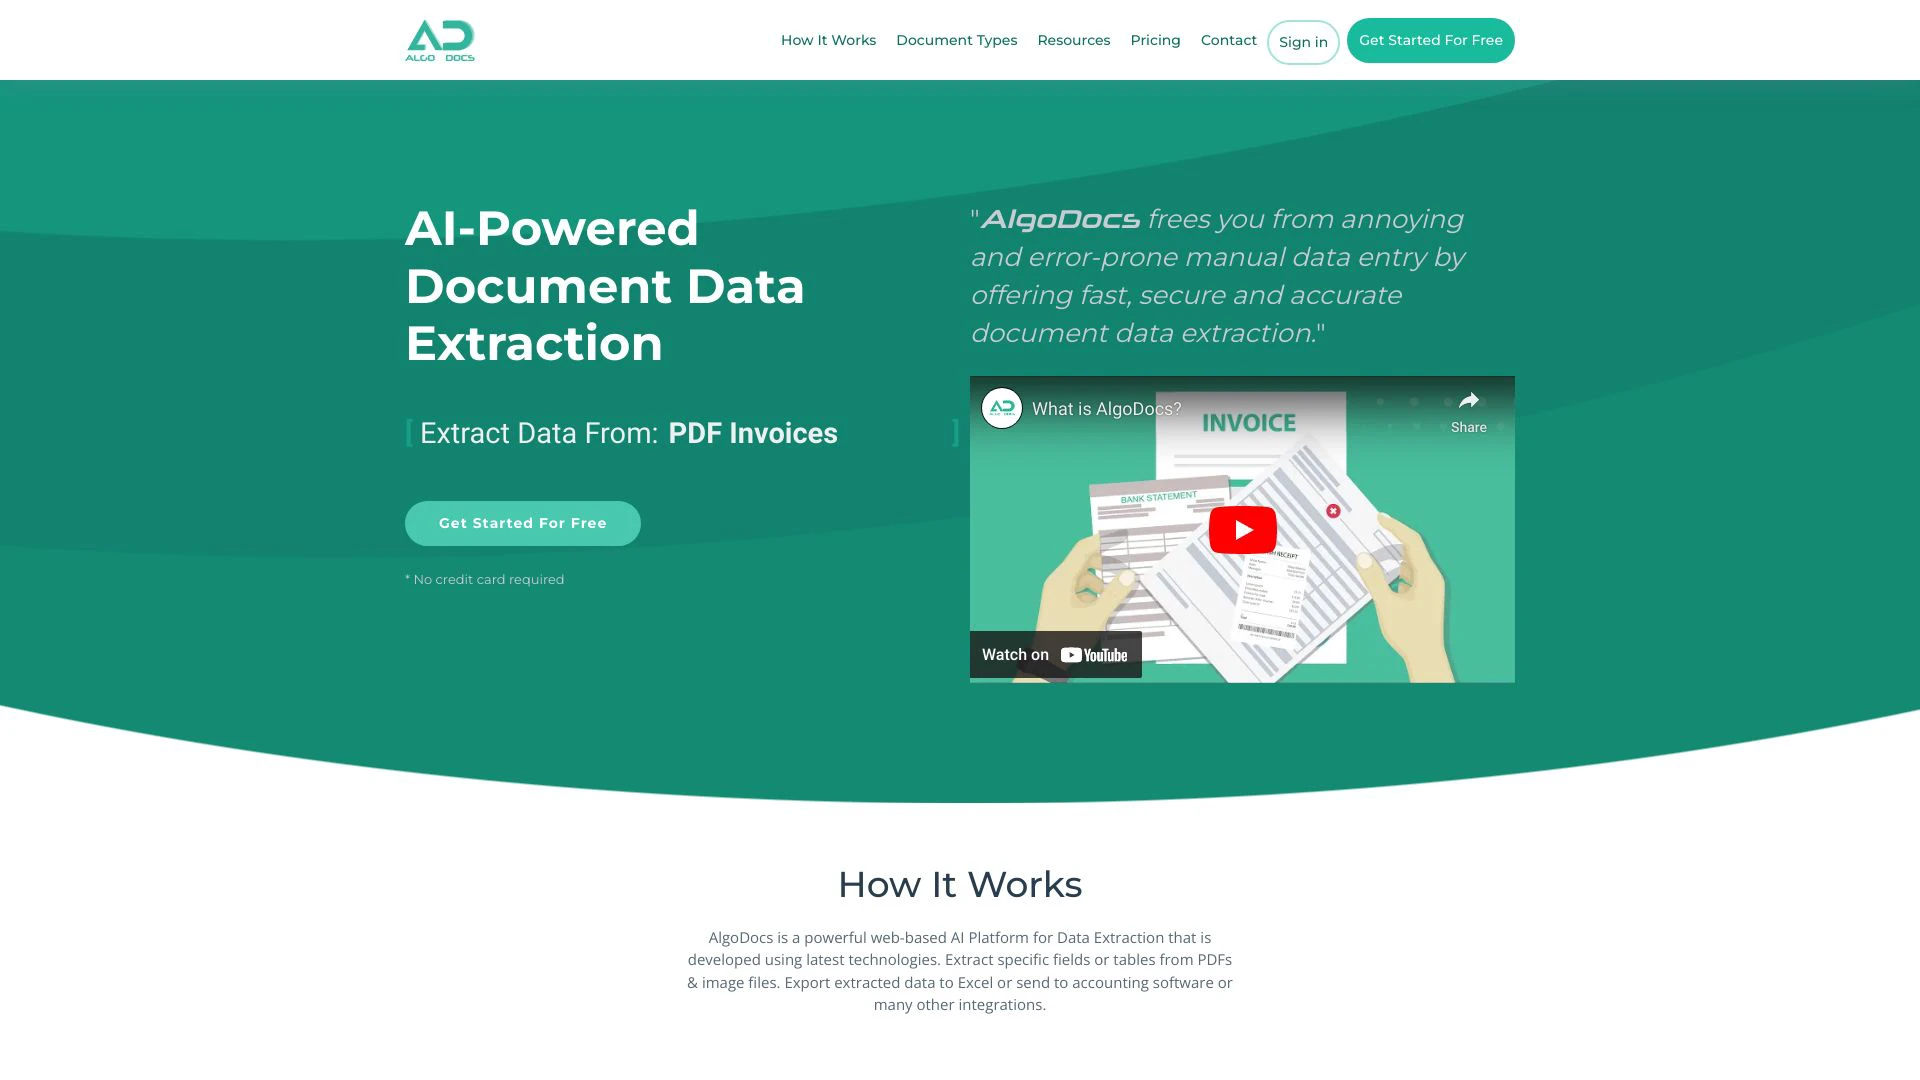 ALGO DOCS
How It Works
Document Types
Resources
Pricing
Contact
Sign in
Get Started For Free
AI-Powered
Document Data
Extraction
[ Extract Data From: PDF Invoices ]
Get Started For Free
* No credit card required
"AlgoDocs frees you from annoying
and error-prone manual data entry by
offering fast, secure and accurate
document data extraction."
What is AlgoDocs?
Share
INVOICE
BANK STATEMENT
Watch on YouTube
How It Works
AlgoDocs is a powerful web-based AI Platform for Data Extraction that is
developed using latest technologies. Extract specific fields or tables from PDFs
& image files. Export extracted data to Excel or send to accounting software or
many other integrations.